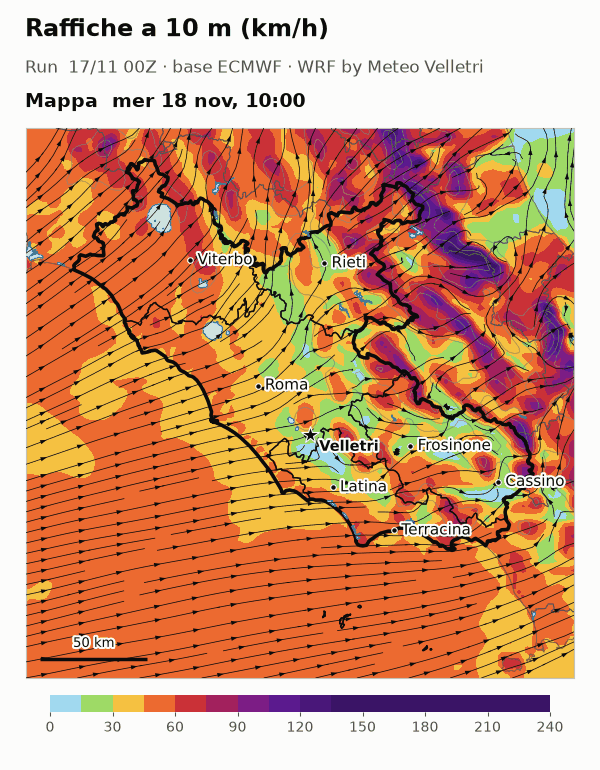 Raffiche a 10 m (km/h)
Run 17/11 00Z · base ECMWF · WRF by Meteo Velletri
Mappa mer 18 nov, 10:00
Viterbo
Rieti
Roma
Velletri
Frosinone
Latina
Cassino
Terracina
50 km
0 30 60 90 120 150 180 210 240